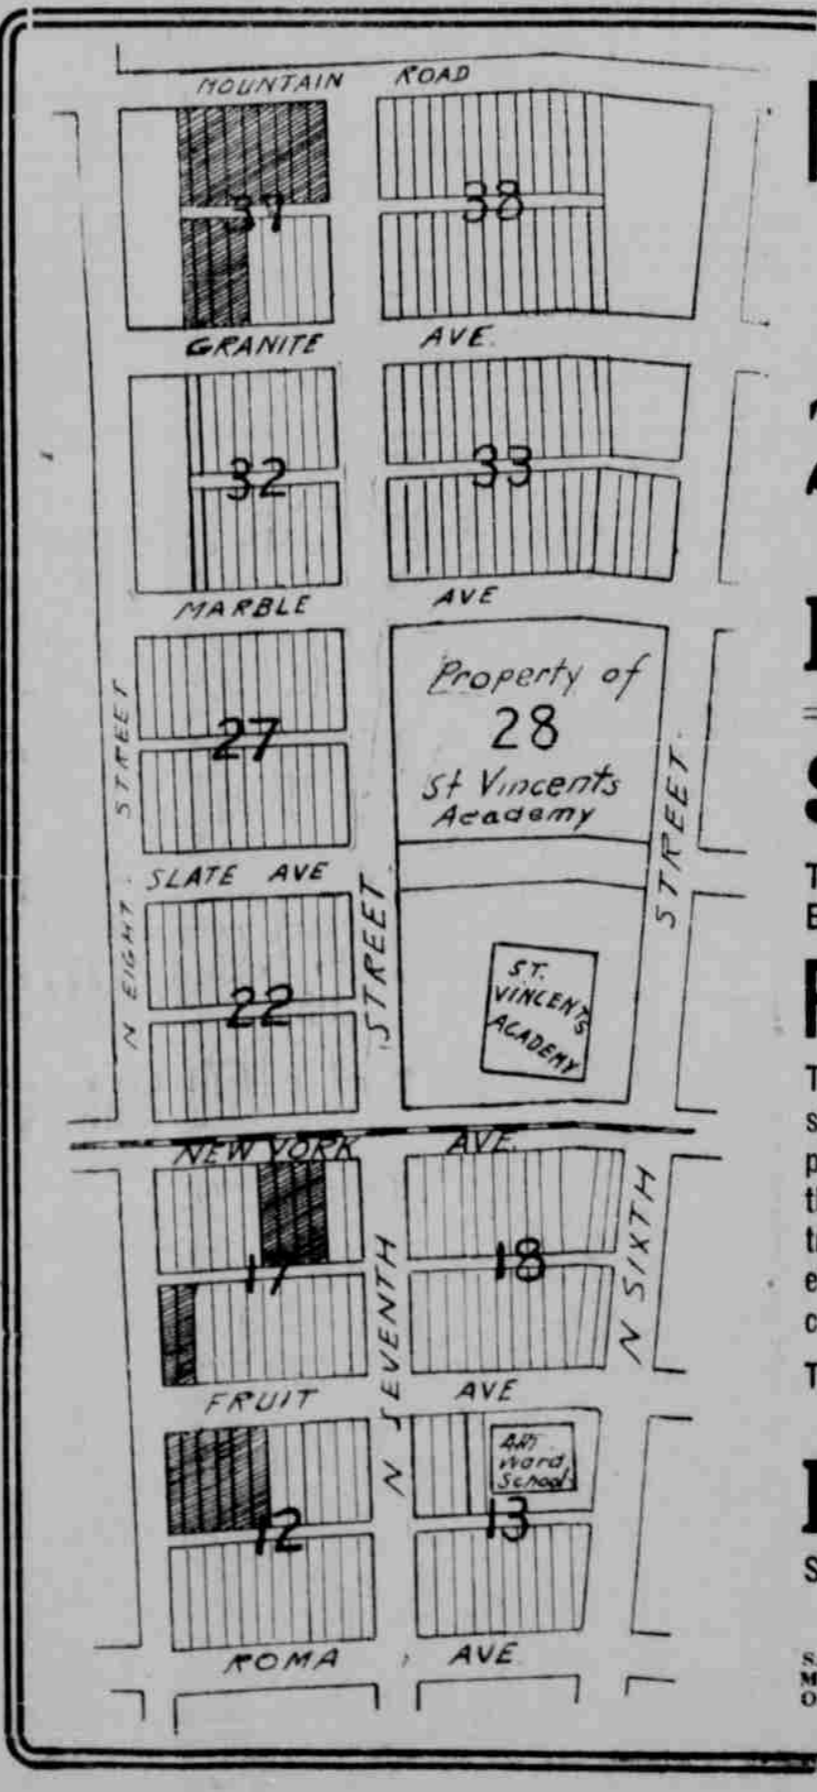 MOUNTAIN ROAD
37 38
GRANITE AVE.
32 33
MARBLE AVE
Property of
27 28
St Vincents
Academy
SLATE AVE
N EIGHT. STREET
STREET
STREET.
22
ST.
VINCENTS
ACADEMY
NEW YORK AVE.
17 18
N SEVENTH
N SIXTH
FRUIT AVE
Ward
School
12 13
ROMA AVE